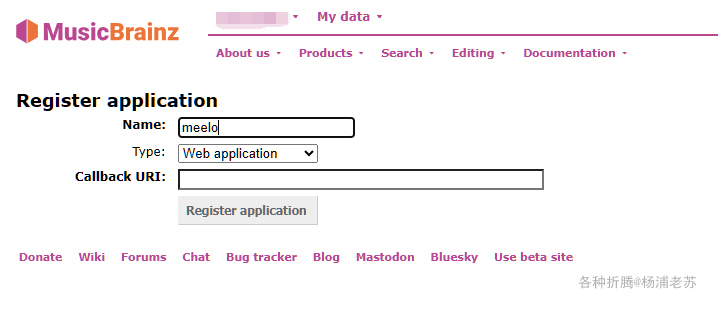 MusicBrainz
My data
About us Products Search Editing Documentation
Register application
Name: meelo
Type: Web application
Callback URI:
Register application
Donate Wiki Forums Chat Bug tracker Blog Mastodon Bluesky Use beta site
各种折腾@杨浦老苏